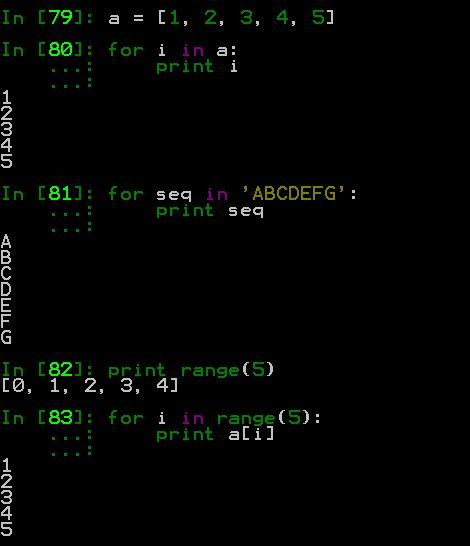 In [79]: a = [1, 2, 3, 4, 5]
In [80]: for i in a:
    ...:     print i
    ...:
1
2
3
4
5
In [81]: for seq in 'ABCDEFG':
    ...:     print seq
    ...:
A
B
C
D
E
F
G
In [82]: print range(5)
[0, 1, 2, 3, 4]
In [83]: for i in range(5):
    ...:     print a[i]
    ...:
1
2
3
4
5